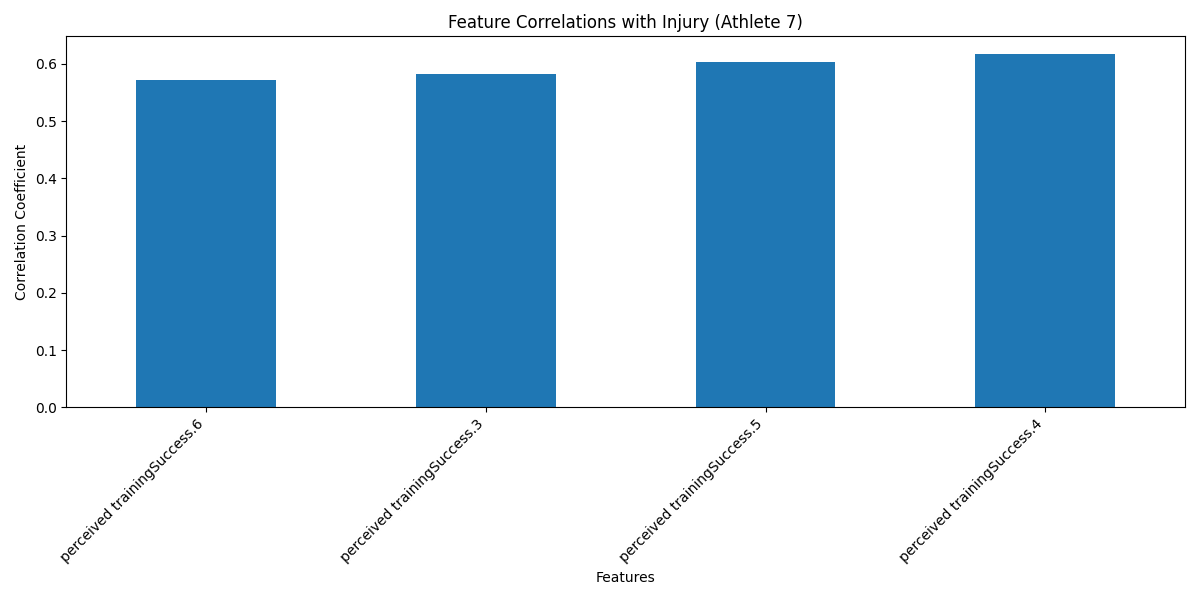 Feature Correlations with Injury (Athlete 7)
Correlation Coefficient
0.6
0.5
0.4
0.3
0.2
0.1
0.0
perceived trainingSuccess.6
perceived trainingSuccess.3
perceived trainingSuccess.5
perceived trainingSuccess.4
Features